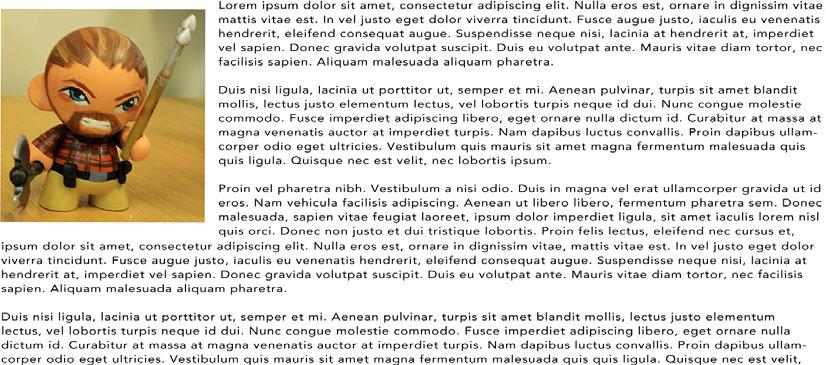 Lorem ipsum dolor sit amet, consectetur adipiscing elit. Nulla eros est, ornare in dignissim vitae
mattis vitae est. In vel justo eget dolor viverra tincidunt. Fusce augue justo, iaculis eu venenatis
hendrerit, eleifend consequat augue. Suspendisse neque nisi, lacinia at hendrerit at, imperdiet
vel sapien. Donec gravida volutpat suscipit. Duis eu volutpat ante. Mauris vitae diam tortor, nec
facilisis sapien. Aliquam malesuada aliquam pharetra.
Duis nisi ligula, lacinia ut porttitor ut, semper et mi. Aenean pulvinar, turpis sit amet blandit
mollis, lectus justo elementum lectus, vel lobortis turpis neque id dui. Nunc congue molestie
commodo. Fusce imperdiet adipiscing libero, eget ornare nulla dictum id. Curabitur at massa at
magna venenatis auctor at imperdiet turpis. Nam dapibus luctus convallis. Proin dapibus ullam-
corper odio eget ultricies. Vestibulum quis mauris sit amet magna fermentum malesuada quis
quis ligula. Quisque nec est velit, nec lobortis ipsum.
Proin vel pharetra nibh. Vestibulum a nisi odio. Duis in magna vel erat ullamcorper gravida ut id
eros. Nam vehicula facilisis adipiscing. Aenean ut libero libero, fermentum pharetra sem. Donec
malesuada, sapien vitae feugiat laoreet, ipsum dolor imperdiet ligula, sit amet iaculis lorem nisl
quis orci. Donec non justo et dui tristique lobortis. Proin felis lectus, eleifend nec cursus et,
ipsum dolor sit amet, consectetur adipiscing elit. Nulla eros est, ornare in dignissim vitae, mattis vitae est. In vel justo eget dolor
viverra tincidunt. Fusce augue justo, iaculis eu venenatis hendrerit, eleifend consequat augue. Suspendisse neque nisi, lacinia at
hendrerit at, imperdiet vel sapien. Donec gravida volutpat suscipit. Duis eu volutpat ante. Mauris vitae diam tortor, nec facilisis
sapien. Aliquam malesuada aliquam pharetra.
Duis nisi ligula, lacinia ut porttitor ut, semper et mi. Aenean pulvinar, turpis sit amet blandit mollis, lectus justo elementum
lectus, vel lobortis turpis neque id dui. Nunc congue molestie commodo. Fusce imperdiet adipiscing libero, eget ornare nulla
dictum id. Curabitur at massa at magna venenatis auctor at imperdiet turpis. Nam dapibus luctus convallis. Proin dapibus ullam-
corper odio eget ultricies. Vestibulum quis mauris sit amet magna fermentum malesuada quis quis ligula. Quisque nec est velit,